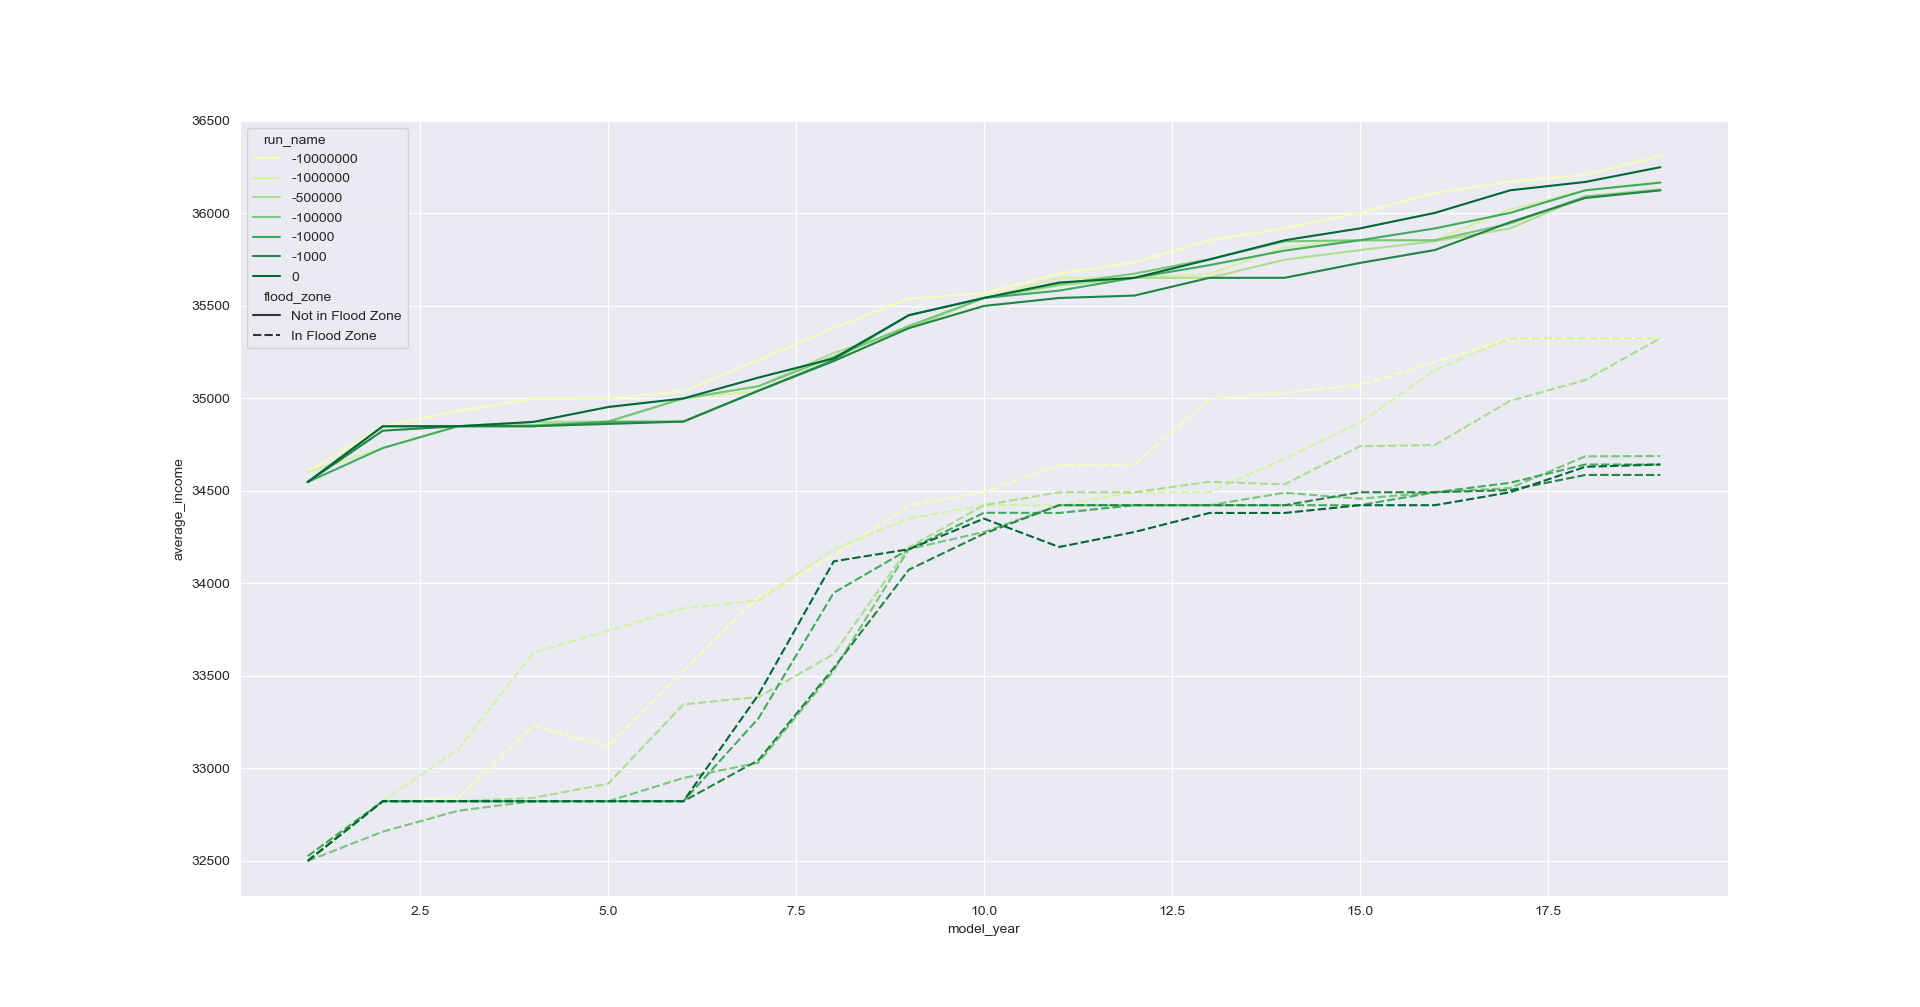 36500
36000
35500
35000
34500
34000
33500
33000
32500
average_income
run_name
-10000000
-1000000
-500000
-100000
-10000
-1000
0
flood_zone
Not in Flood Zone
In Flood Zone
2.5 5.0 7.5 10.0 12.5 15.0 17.5
model_year